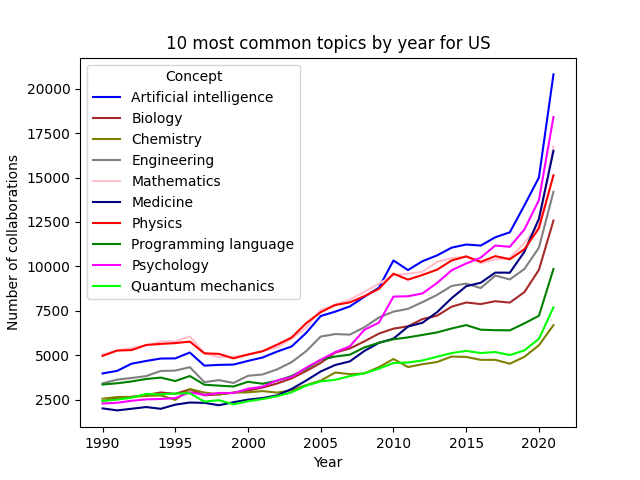 10 most common topics by year for US
Number of collaborations
20000
17500
15000
12500
10000
7500
5000
2500
Concept
Artificial intelligence
Biology
Chemistry
Engineering
Mathematics
Medicine
Physics
Programming language
Psychology
Quantum mechanics
1990 1995 2000 2005 2010 2015 2020
Year